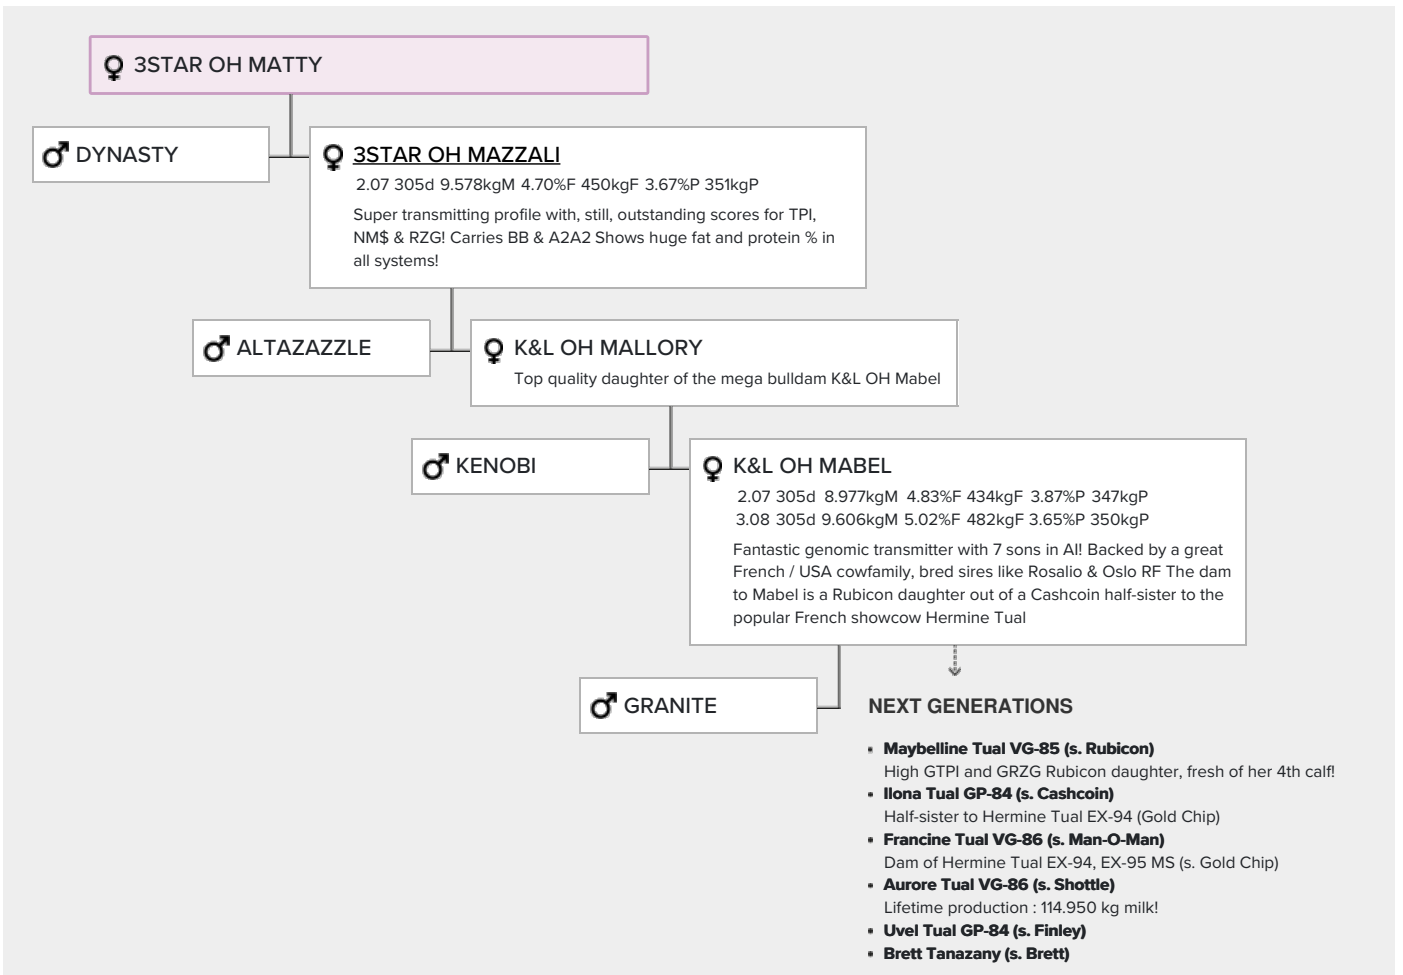 3STAR OH MATTY
DYNASTY
3STAR OH MAZZALI
2.07 305d 9.578kgM 4.70%F 450kgF 3.67%P 351kgP
Super transmitting profile with, still, outstanding scores for TPI,
NM$ & RZG! Carries BB & A2A2 Shows huge fat and protein % in
all systems!
ALTAZAZZLE
K&L OH MALLORY
Top quality daughter of the mega bulldam K&L OH Mabel
KENOBI
K&L OH MABEL
2.07 305d 8.977kgM 4.83%F 434kgF 3.87%P 347kgP
3.08 305d 9.606kgM 5.02%F 482kgF 3.65%P 350kgP
Fantastic genomic transmitter with 7 sons in AI! Backed by a great
French / USA cowfamily, bred sires like Rosalio & Oslo RF The dam
to Mabel is a Rubicon daughter out of a Cashcoin half-sister to the
popular French showcow Hermine Tual
GRANITE
NEXT GENERATIONS
• Maybelline Tual VG-85 (s. Rubicon)
High GTPI and GRZG Rubicon daughter, fresh of her 4th calf!
• Ilona Tual GP-84 (s. Cashcoin)
Half-sister to Hermine Tual EX-94 (Gold Chip)
• Francine Tual VG-86 (s. Man-O-Man)
Dam of Hermine Tual EX-94, EX-95 MS (s. Gold Chip)
• Aurore Tual VG-86 (s. Shottle)
Lifetime production : 114.950 kg milk!
• Uvel Tual GP-84 (s. Finley)
• Brett Tanazany (s. Brett)